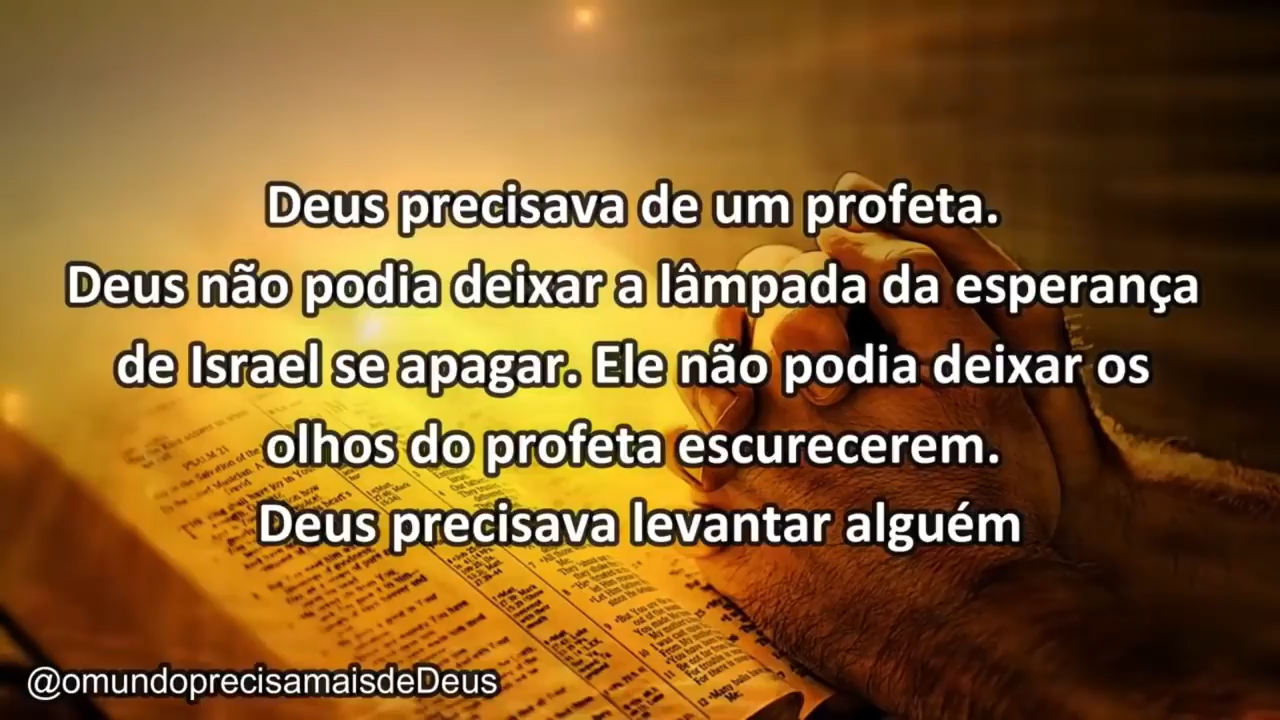 Deus precisava de um profeta.
Deus não podia deixar a lâmpada da esperança
de Israel se apagar. Ele não podia deixar os
olhos do profeta escurecerem.
Deus precisava levantar alguém
@omundoprecisamaisdeDeus